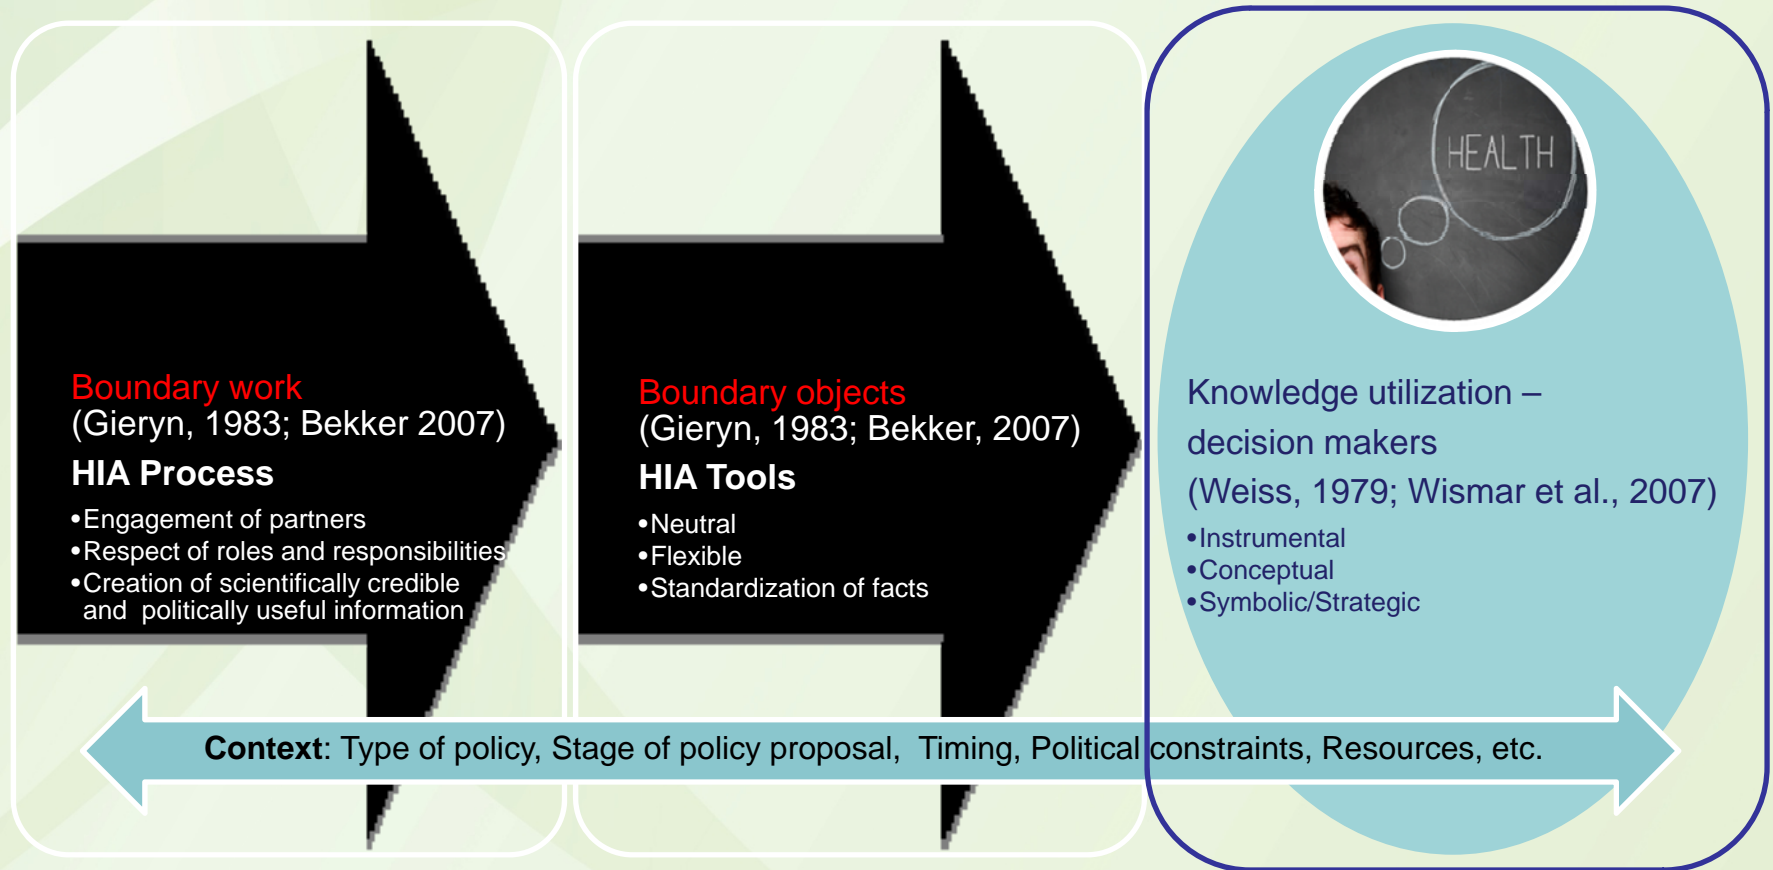 HEALTH
Boundary work
(Gieryn, 1983; Bekker 2007)
HIA Process
•Engagement of partners
•Respect of roles and responsibilities
•Creation of scientifically credible
and politically useful information
Boundary objects
(Gieryn, 1983; Bekker, 2007)
HIA Tools
•Neutral
•Flexible
•Standardization of facts
Knowledge utilization –
decision makers
(Weiss, 1979; Wismar et al., 2007)
•Instrumental
•Conceptual
•Symbolic/Strategic
Context: Type of policy, Stage of policy proposal, Timing, Political constraints, Resources, etc.